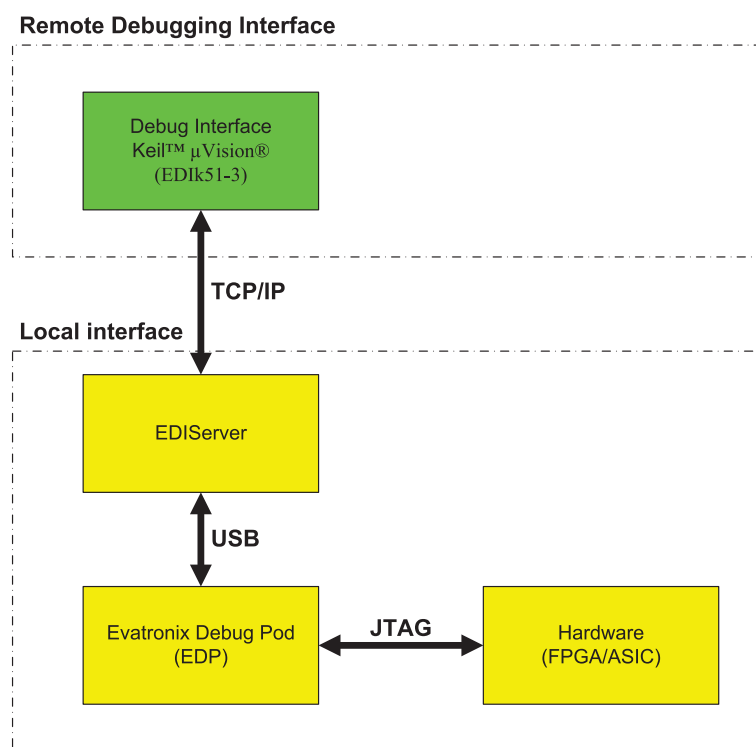 Remote Debugging Interface
Debug Interface
Keil™ µVision®
(EDIk51-3)
TCP/IP
Local interface
EDIServer
USB
Evatronix Debug Pod
(EDP)
JTAG
Hardware
(FPGA/ASIC)